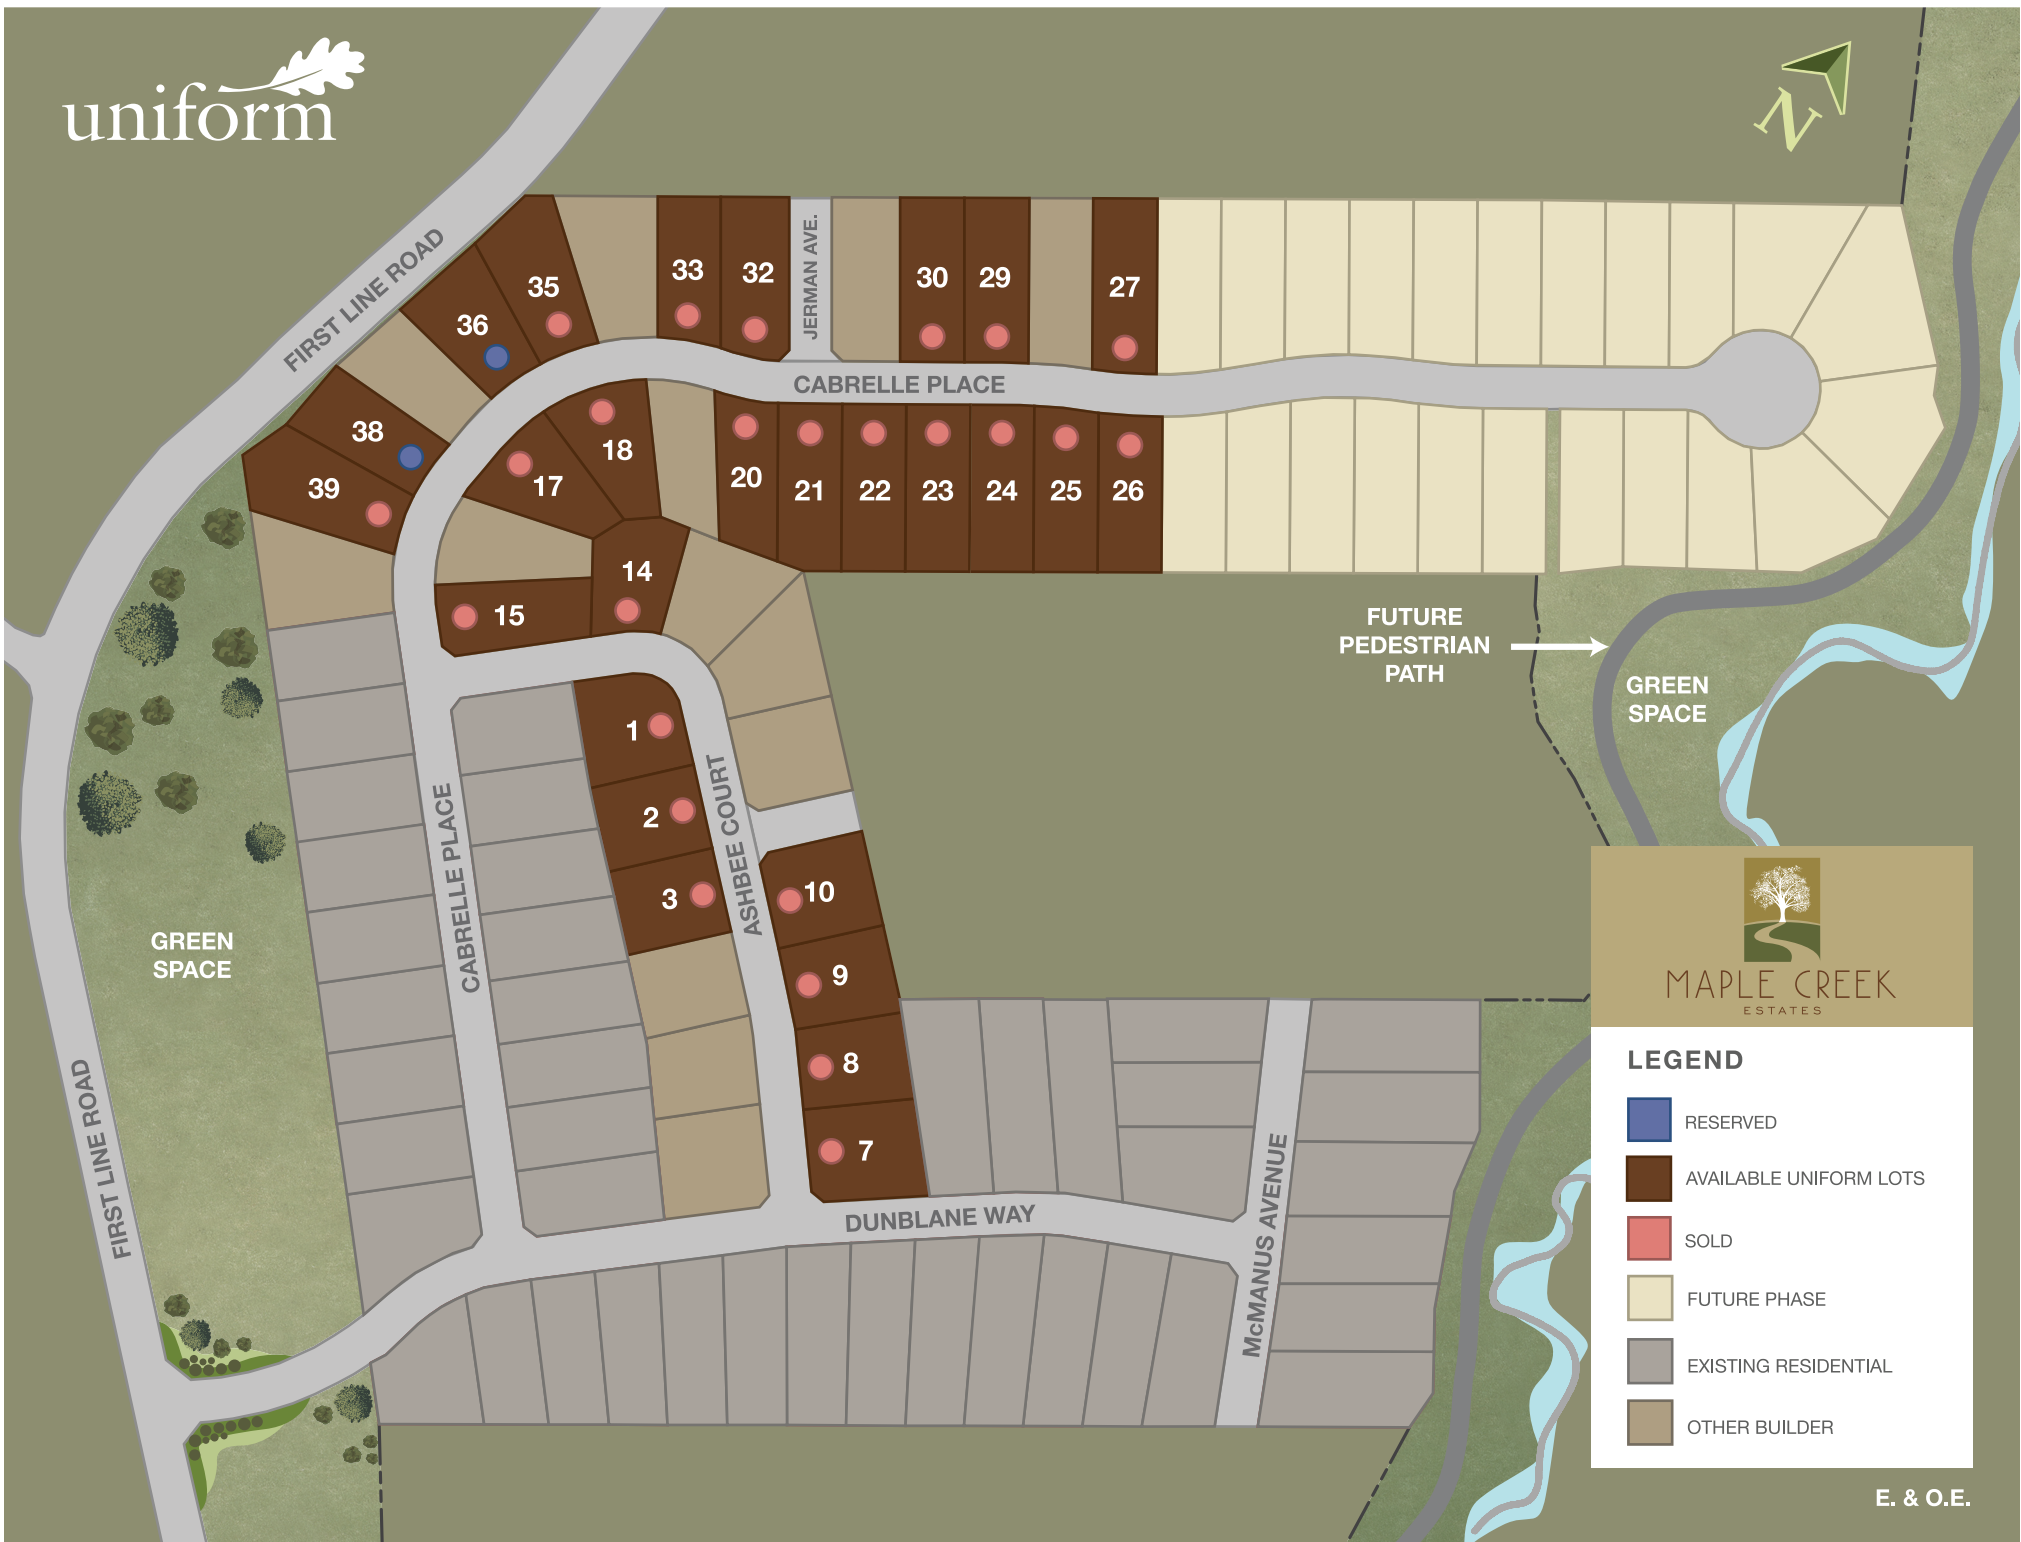 uniform
N
FIRST LINE ROAD
JERMAN AVE.
33
32
30
29
27
35
36
38
39
CABRELLE PLACE
18
17
20
21
22
23
24
25
26
14
15
FUTURE
PEDESTRIAN
PATH
GREEN
SPACE
1
2
3
CABRELLE PLACE
ASHBEE COURT
10
9
8
7
GREEN
SPACE
FIRST LINE ROAD
DUNBLANE WAY
McMANUS AVENUE
MAPLE CREEK
ESTATES
LEGEND
RESERVED
AVAILABLE UNIFORM LOTS
SOLD
FUTURE PHASE
EXISTING RESIDENTIAL
OTHER BUILDER
E. & O.E.